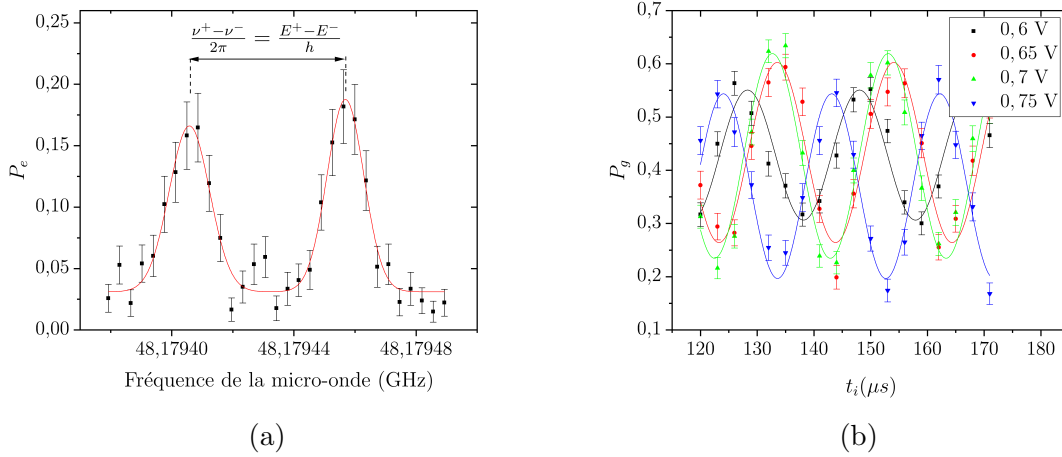 0,25
0,20
0,15
0,10
0,05
0,00
P_e
(ν⁺−ν⁻)/2π = (E⁺−E⁻)/h
48,17940 48,17944 48,17948
Fréquence de la micro-onde (GHz)
(a)
0,7
0,6
0,5
0,4
0,3
0,2
0,1
P_g
0,6 V
0,65 V
0,7 V
0,75 V
120 130 140 150 160 170 180
t_i(μs)
(b)